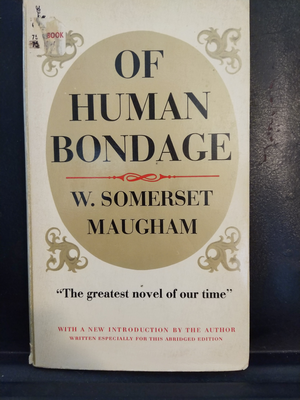 BOOK
OF
HUMAN
BONDAGE
W. SOMERSET
MAUGHAM
"The greatest novel of our time"
WITH A NEW INTRODUCTION BY THE AUTHOR
WRITTEN ESPECIALLY FOR THIS ABRIDGED EDITION